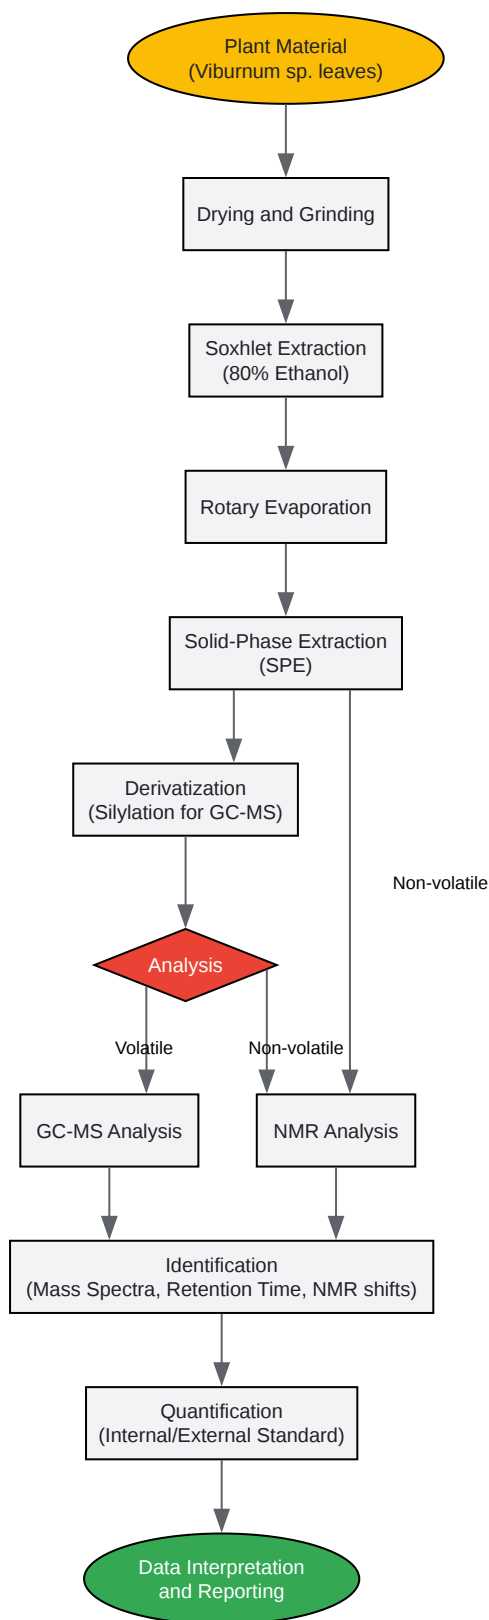 Plant Material
(Viburnum sp. leaves)
Drying and Grinding
Soxhlet Extraction
(80% Ethanol)
Rotary Evaporation
Solid-Phase Extraction
(SPE)
Derivatization
(Silylation for GC-MS)
Non-volatile
Analysis
Volatile
Non-volatile
GC-MS Analysis
NMR Analysis
Identification
(Mass Spectra, Retention Time, NMR shifts)
Quantification
(Internal/External Standard)
Data Interpretation
and Reporting